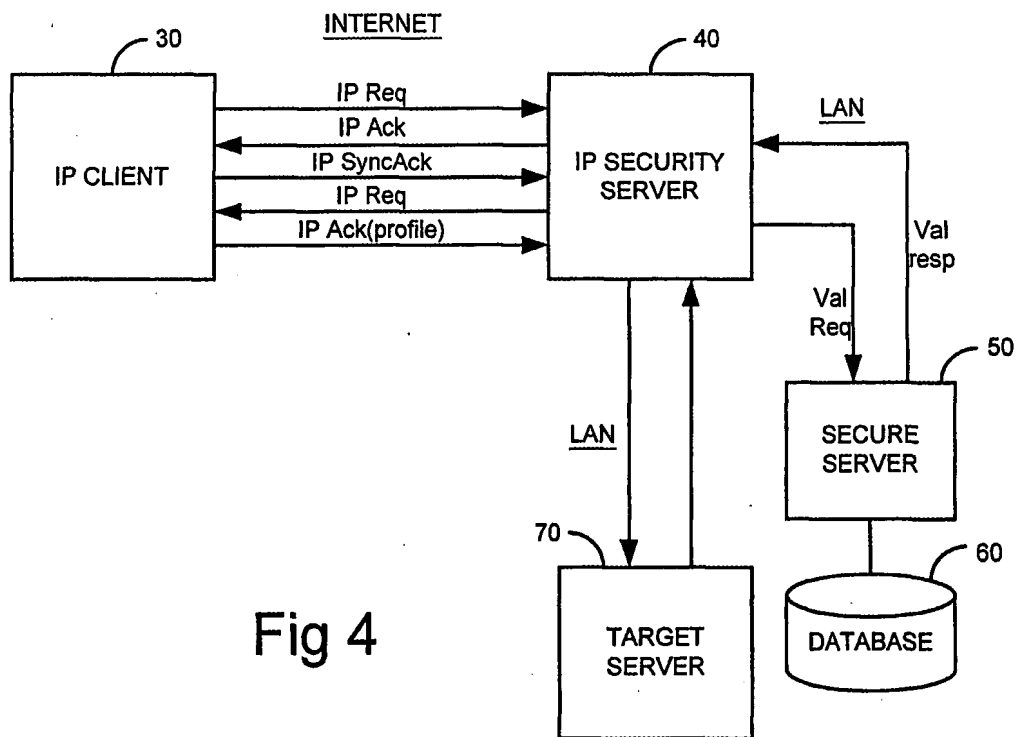 INTERNET
30
40
IP Req
IP Ack
IP SyncAck
IP Req
IP Ack(profile)
IP CLIENT
IP SECURITY
SERVER
LAN
Val
resp
Val
Req
50
SECURE
SERVER
LAN
70
60
TARGET
SERVER
DATABASE
Fig 4